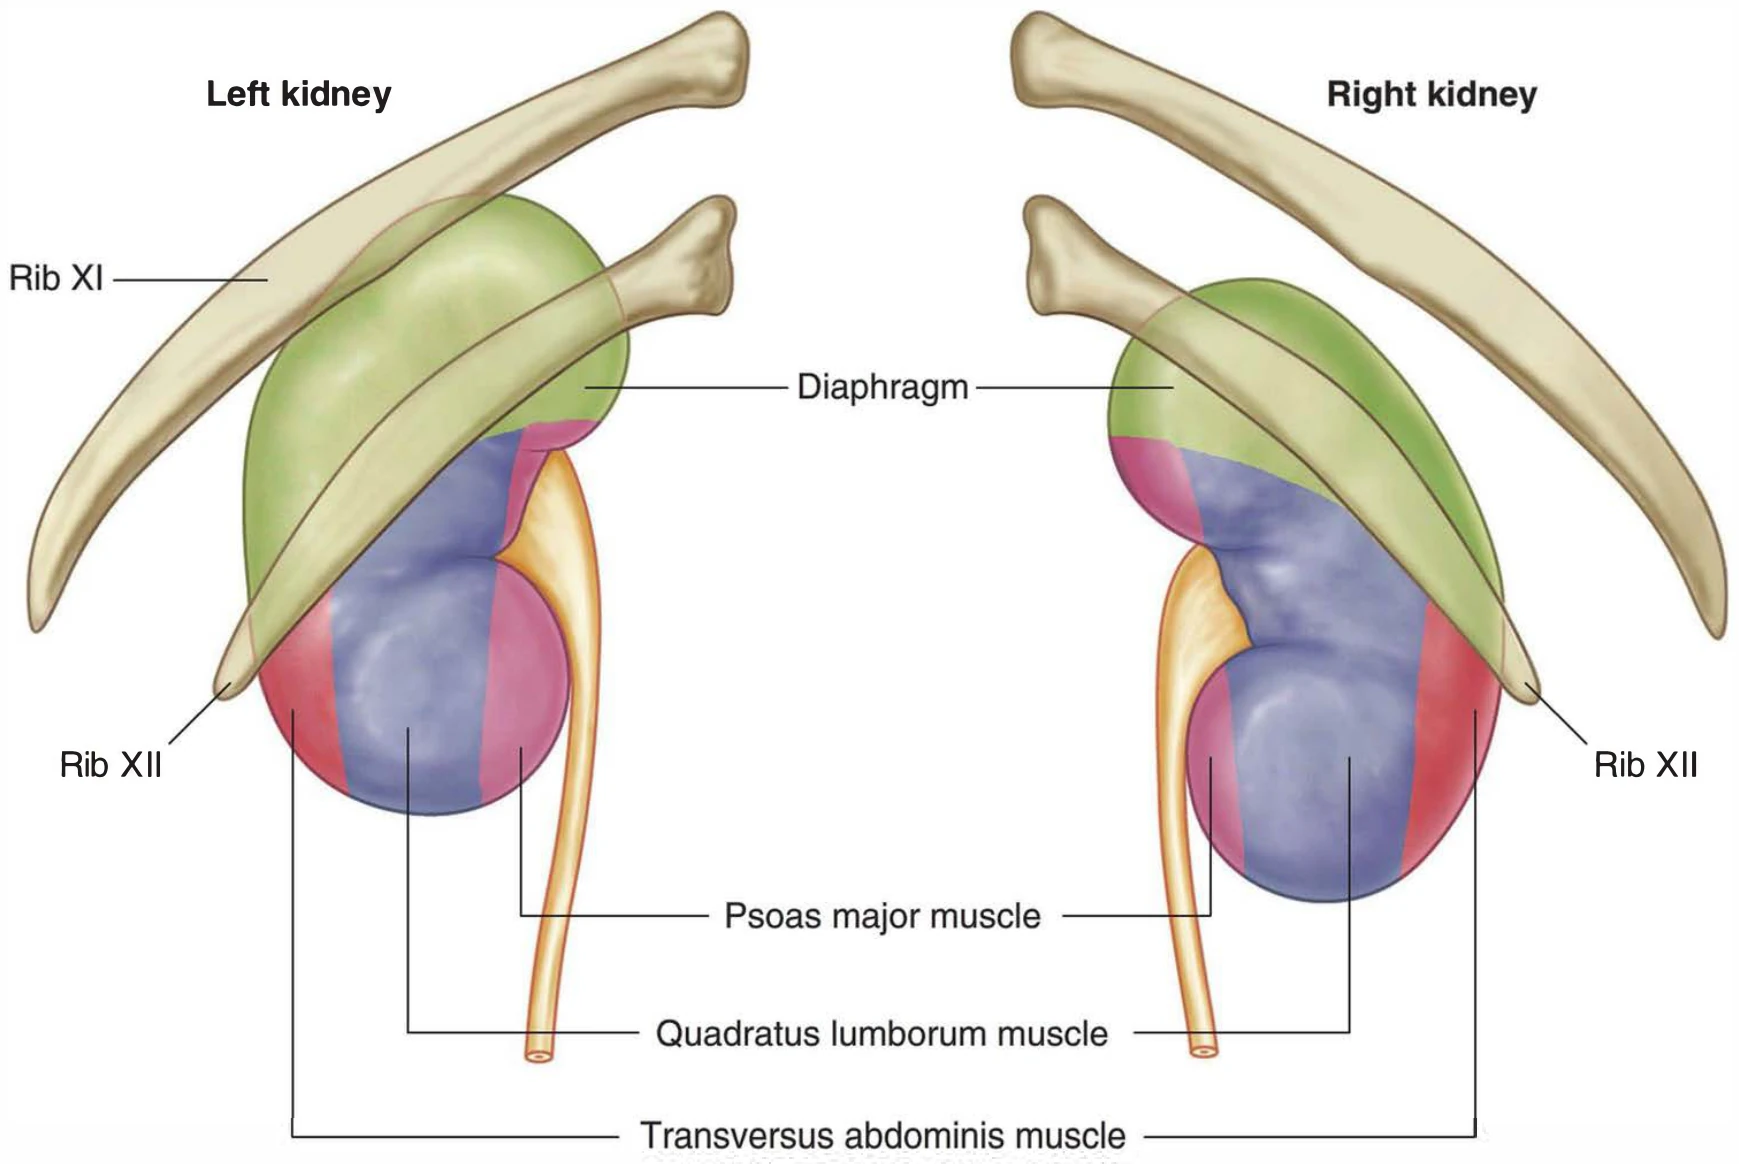 Left kidney
Right kidney
Rib XI
Diaphragm
Rib XII
Rib XII
Psoas major muscle
Quadratus lumborum muscle
Transversus abdominis muscle